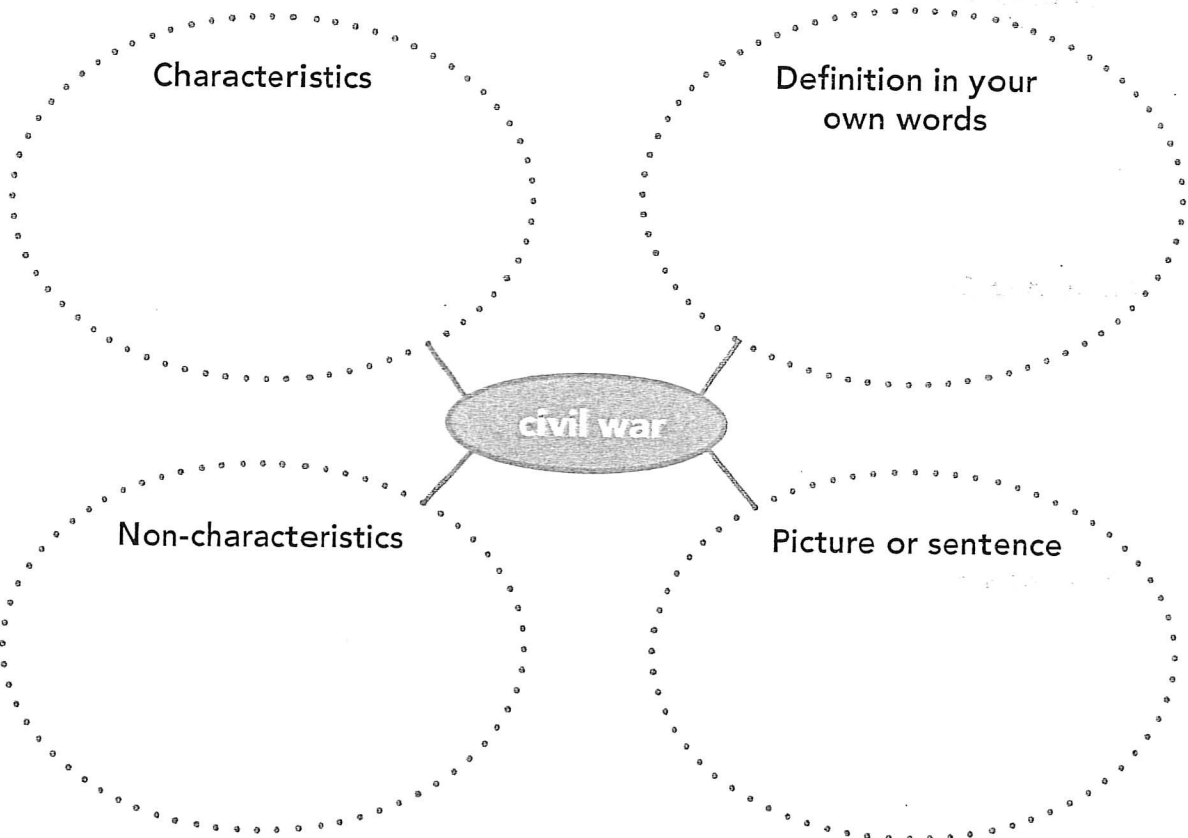 Characteristics
Definition in your
own words
civil war
Non-characteristics
Picture or sentence